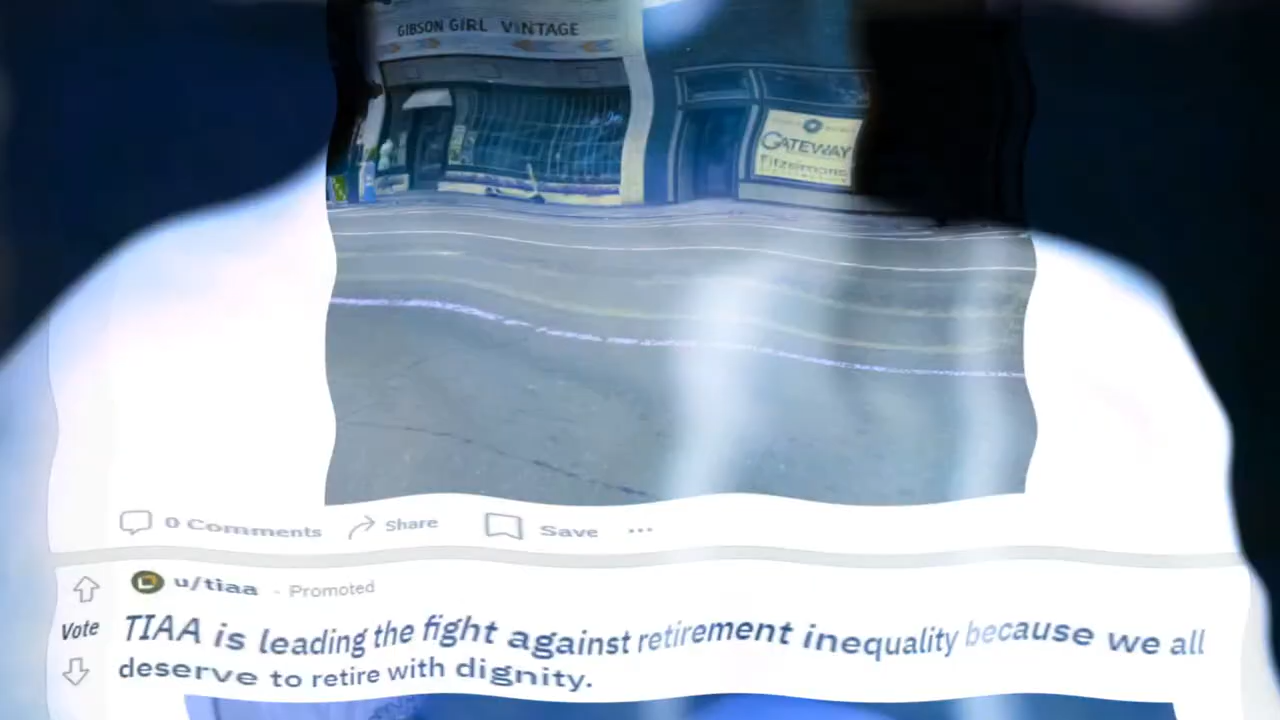 GIBSON GIRL VINTAGE
GATEWAY
Fitzsimons
0 Comments Share Save ...
u/tiaa · Promoted
Vote
TIAA is leading the fight against retirement inequality because we all
deserve to retire with dignity.